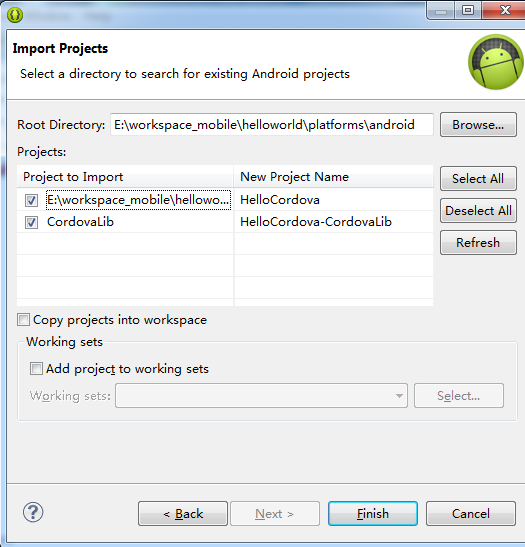 Import Projects
Select a directory to search for existing Android projects
Root Directory: E:\workspace_mobile\helloworld\platforms\android Browse...
Projects:
Project to Import New Project Name
E:\workspace_mobile\hellowo... HelloCordova
CordovaLib HelloCordova-CordovaLib
Select All
Deselect All
Refresh
Copy projects into workspace
Working sets
Add project to working sets
Working sets: Select...
? < Back Next > Finish Cancel